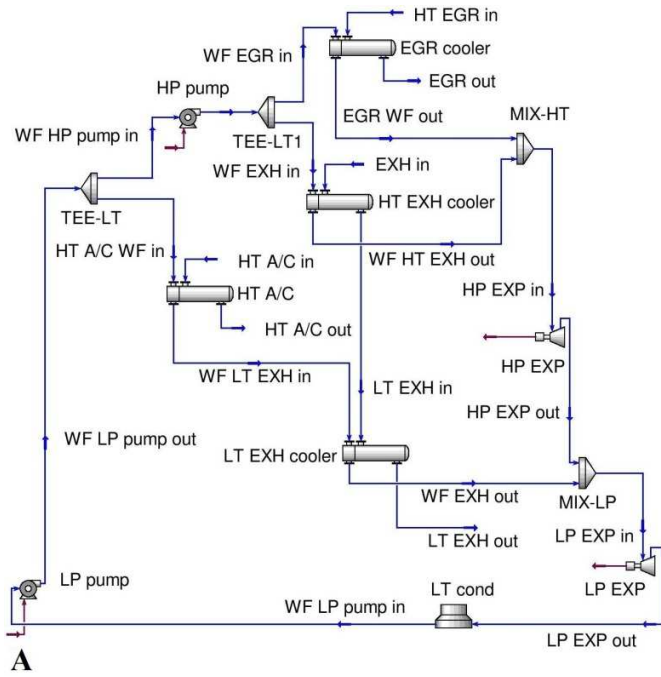 HT EGR in
WF EGR in
EGR cooler
HP pump
EGR out
EGR WF out
MIX-HT
WF HP pump in
TEE-LT1
WF EXH in
EXH in
HT EXH cooler
TEE-LT
HT A/C WF in
HT A/C in
WF HT EXH out
HT A/C
HP EXP in
HT A/C out
HP EXP
WF LT EXH in
LT EXH in
HP EXP out
WF LP pump out
LT EXH cooler
WF EXH out
MIX-LP
LT EXH out
LP EXP in
LP pump
LT cond
LP EXP
WF LP pump in
LP EXP out
A